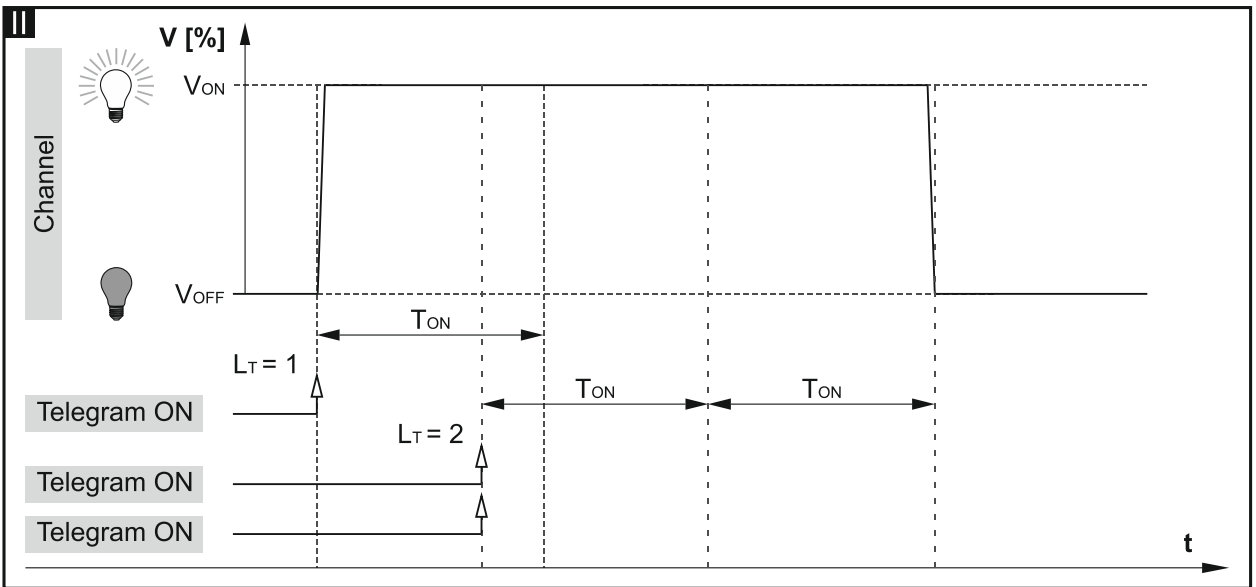 II
V [%]
VON
Channel
VOFF
TON
LT = 1
Telegram ON
TON
TON
LT = 2
Telegram ON
Telegram ON
t